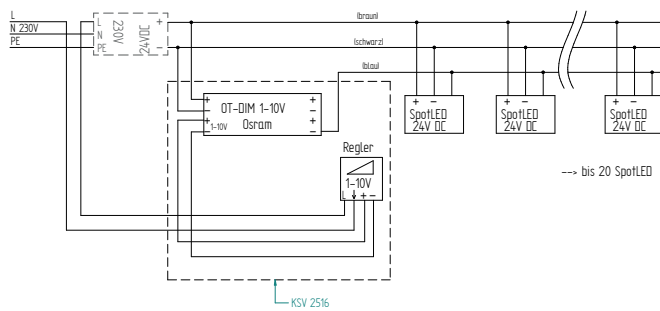 L
N 230V
PE
L
N
PE
230V
24VDC
+
−
(braun)
(schwarz)
(blau)
+
−
+
−
1-10V
OT-DIM 1-10V
Osram
+
−
+
−
Regler
1-10V
L
+
−
+ −
SpotLED
24V DC
+ −
SpotLED
24V DC
+ −
SpotLED
24V DC
--> bis 20 SpotLED
KSV 2516